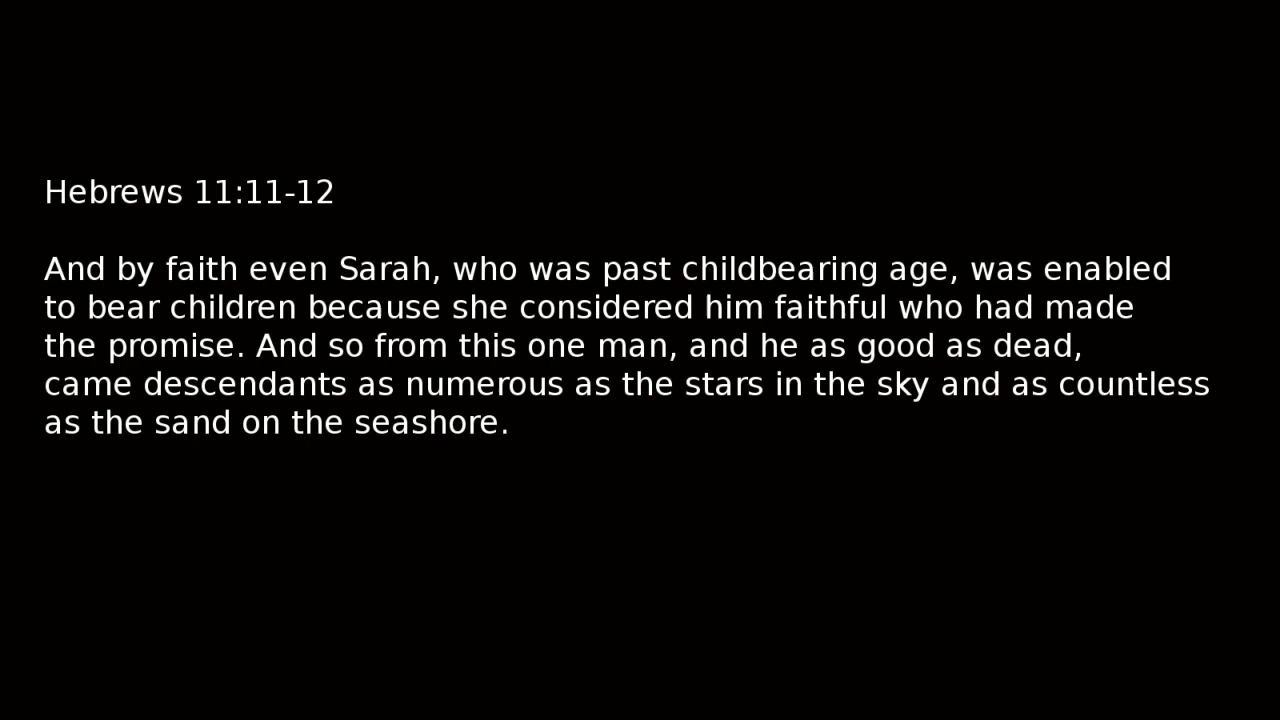 Hebrews 11:11-12
And by faith even Sarah, who was past childbearing age, was enabled
to bear children because she considered him faithful who had made
the promise. And so from this one man, and he as good as dead,
came descendants as numerous as the stars in the sky and as countless
as the sand on the seashore.